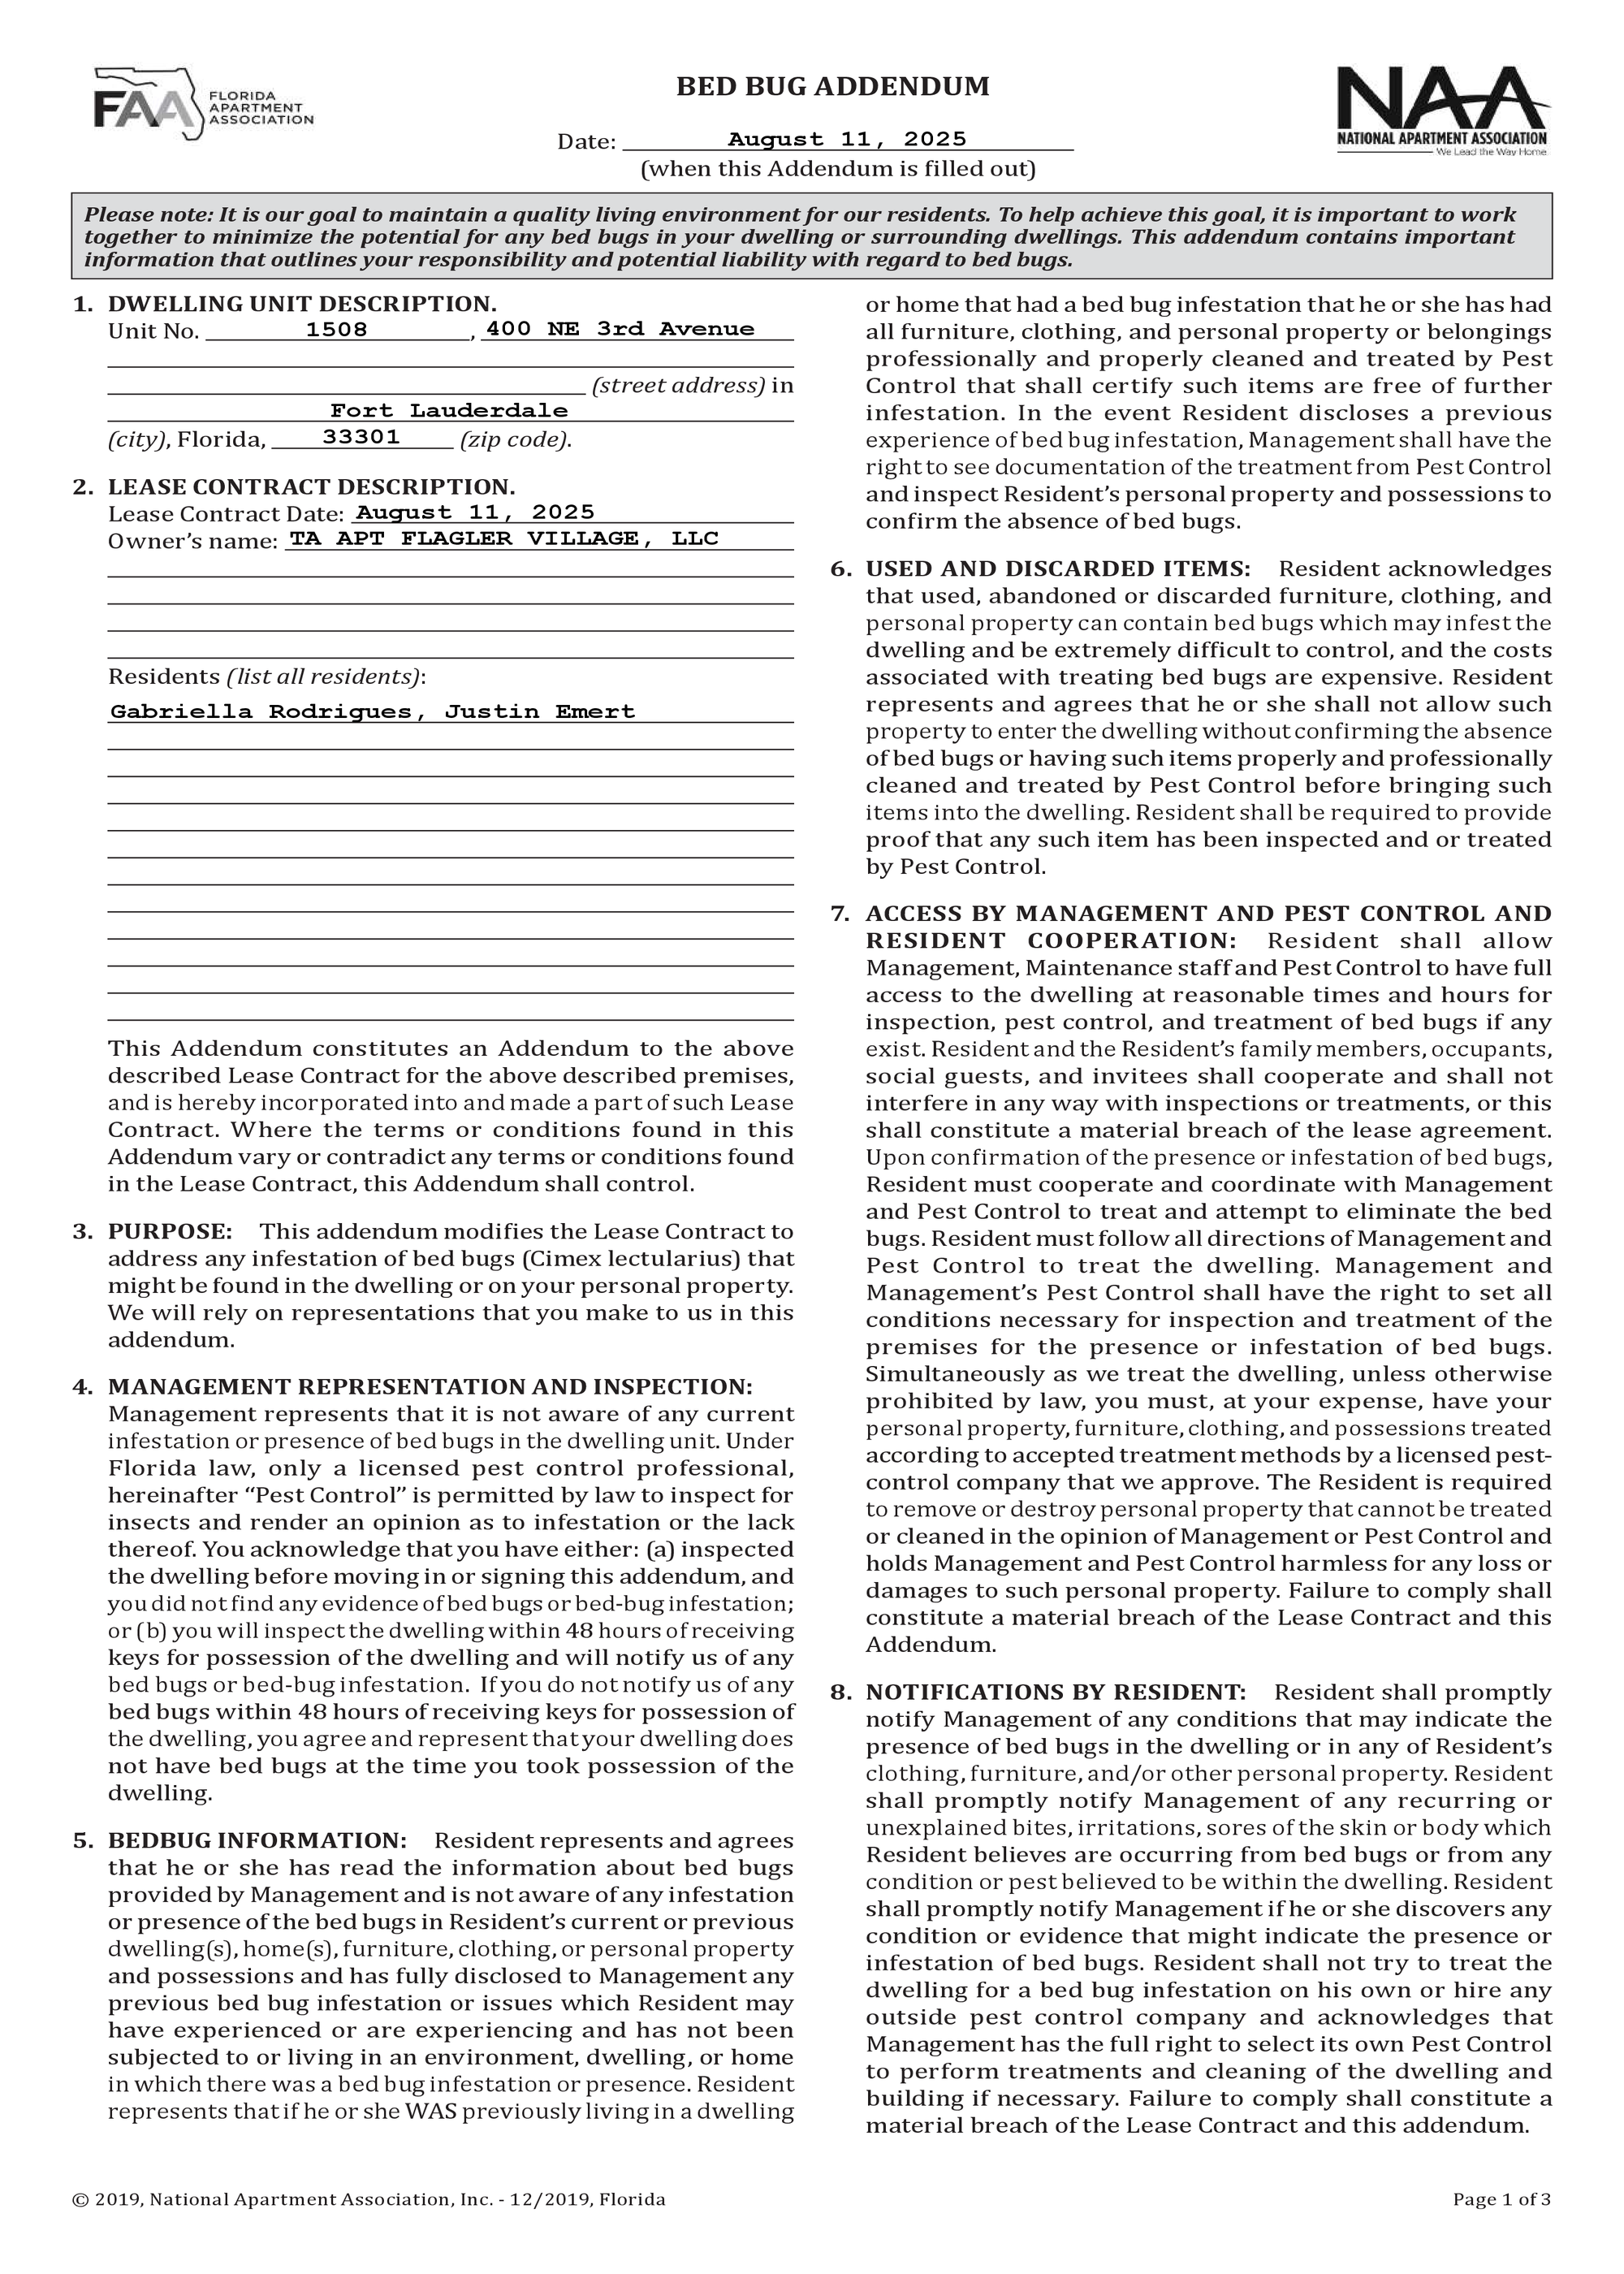 FAA FLORIDA
APARTMENT
ASSOCIATION
BED BUG ADDENDUM
Date: August 11, 2025
(when this Addendum is filled out)
NAA
NATIONAL APARTMENT ASSOCIATION
We Lead the Way Home
Please note: It is our goal to maintain a quality living environment for our residents. To help achieve this goal, it is important to work
together to minimize the potential for any bed bugs in your dwelling or surrounding dwellings. This addendum contains important
information that outlines your responsibility and potential liability with regard to bed bugs.
1. DWELLING UNIT DESCRIPTION.
Unit No. 1508, 400 NE 3rd Avenue
(street address) in
Fort Lauderdale
(city), Florida, 33301 (zip code).
2. LEASE CONTRACT DESCRIPTION.
Lease Contract Date: August 11, 2025
Owner’s name: TA APT FLAGLER VILLAGE, LLC
Residents (list all residents):
Gabriella Rodrigues, Justin Emert
This Addendum constitutes an Addendum to the above
described Lease Contract for the above described premises,
and is hereby incorporated into and made a part of such Lease
Contract. Where the terms or conditions found in this
Addendum vary or contradict any terms or conditions found
in the Lease Contract, this Addendum shall control.
3. PURPOSE: This addendum modifies the Lease Contract to
address any infestation of bed bugs (Cimex lectularius) that
might be found in the dwelling or on your personal property.
We will rely on representations that you make to us in this
addendum.
4. MANAGEMENT REPRESENTATION AND INSPECTION:
Management represents that it is not aware of any current
infestation or presence of bed bugs in the dwelling unit. Under
Florida law, only a licensed pest control professional,
hereinafter “Pest Control” is permitted by law to inspect for
insects and render an opinion as to infestation or the lack
thereof. You acknowledge that you have either: (a) inspected
the dwelling before moving in or signing this addendum, and
you did not find any evidence of bed bugs or bed-bug infestation;
or (b) you will inspect the dwelling within 48 hours of receiving
keys for possession of the dwelling and will notify us of any
bed bugs or bed-bug infestation. If you do not notify us of any
bed bugs within 48 hours of receiving keys for possession of
the dwelling, you agree and represent that your dwelling does
not have bed bugs at the time you took possession of the
dwelling.
5. BEDBUG INFORMATION: Resident represents and agrees
that he or she has read the information about bed bugs
provided by Management and is not aware of any infestation
or presence of the bed bugs in Resident’s current or previous
dwelling(s), home(s), furniture, clothing, or personal property
and possessions and has fully disclosed to Management any
previous bed bug infestation or issues which Resident may
have experienced or are experiencing and has not been
subjected to or living in an environment, dwelling, or home
in which there was a bed bug infestation or presence. Resident
represents that if he or she WAS previously living in a dwelling
or home that had a bed bug infestation that he or she has had
all furniture, clothing, and personal property or belongings
professionally and properly cleaned and treated by Pest
Control that shall certify such items are free of further
infestation. In the event Resident discloses a previous
experience of bed bug infestation, Management shall have the
right to see documentation of the treatment from Pest Control
and inspect Resident’s personal property and possessions to
confirm the absence of bed bugs.
6. USED AND DISCARDED ITEMS: Resident acknowledges
that used, abandoned or discarded furniture, clothing, and
personal property can contain bed bugs which may infest the
dwelling and be extremely difficult to control, and the costs
associated with treating bed bugs are expensive. Resident
represents and agrees that he or she shall not allow such
property to enter the dwelling without confirming the absence
of bed bugs or having such items properly and professionally
cleaned and treated by Pest Control before bringing such
items into the dwelling. Resident shall be required to provide
proof that any such item has been inspected and or treated
by Pest Control.
7. ACCESS BY MANAGEMENT AND PEST CONTROL AND
RESIDENT COOPERATION: Resident shall allow
Management, Maintenance staff and Pest Control to have full
access to the dwelling at reasonable times and hours for
inspection, pest control, and treatment of bed bugs if any
exist. Resident and the Resident’s family members, occupants,
social guests, and invitees shall cooperate and shall not
interfere in any way with inspections or treatments, or this
shall constitute a material breach of the lease agreement.
Upon confirmation of the presence or infestation of bed bugs,
Resident must cooperate and coordinate with Management
and Pest Control to treat and attempt to eliminate the bed
bugs. Resident must follow all directions of Management and
Pest Control to treat the dwelling. Management and
Management’s Pest Control shall have the right to set all
conditions necessary for inspection and treatment of the
premises for the presence or infestation of bed bugs.
Simultaneously as we treat the dwelling, unless otherwise
prohibited by law, you must, at your expense, have your
personal property, furniture, clothing, and possessions treated
according to accepted treatment methods by a licensed pest-
control company that we approve. The Resident is required
to remove or destroy personal property that cannot be treated
or cleaned in the opinion of Management or Pest Control and
holds Management and Pest Control harmless for any loss or
damages to such personal property. Failure to comply shall
constitute a material breach of the Lease Contract and this
Addendum.
8. NOTIFICATIONS BY RESIDENT: Resident shall promptly
notify Management of any conditions that may indicate the
presence of bed bugs in the dwelling or in any of Resident’s
clothing, furniture, and/or other personal property. Resident
shall promptly notify Management of any recurring or
unexplained bites, irritations, sores of the skin or body which
Resident believes are occurring from bed bugs or from any
condition or pest believed to be within the dwelling. Resident
shall promptly notify Management if he or she discovers any
condition or evidence that might indicate the presence or
infestation of bed bugs. Resident shall not try to treat the
dwelling for a bed bug infestation on his own or hire any
outside pest control company and acknowledges that
Management has the full right to select its own Pest Control
to perform treatments and cleaning of the dwelling and
building if necessary. Failure to comply shall constitute a
material breach of the Lease Contract and this addendum.
© 2019, National Apartment Association, Inc. - 12/2019, Florida
Page 1 of 3